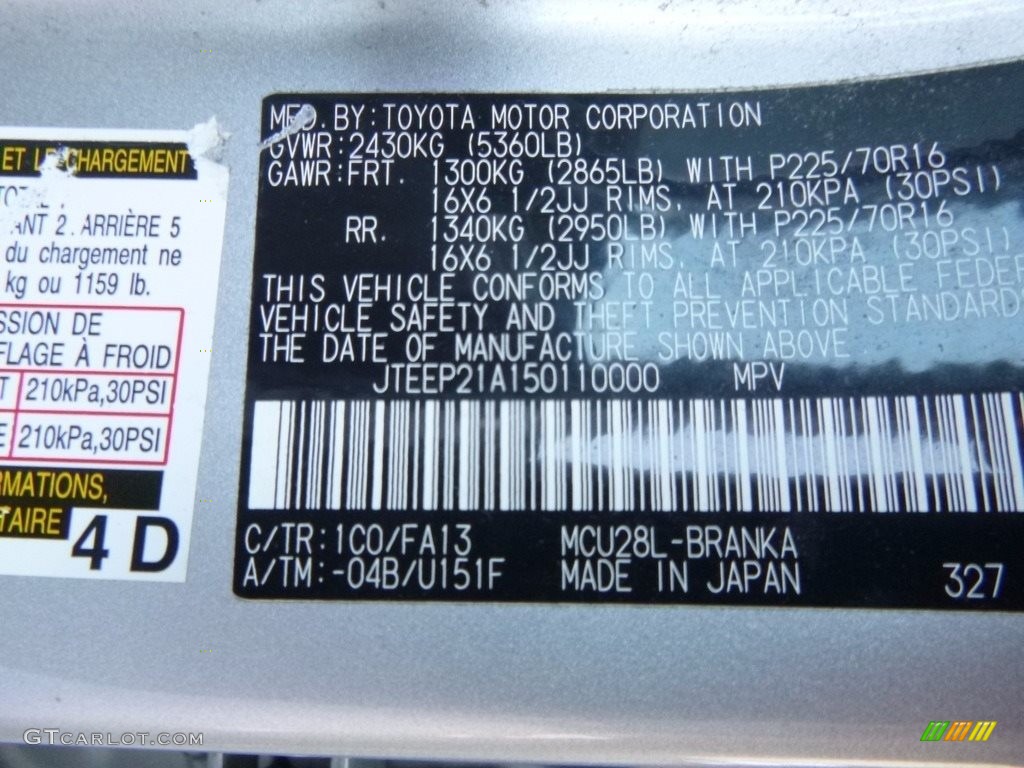 MFD. BY: TOYOTA MOTOR CORPORATION
GVWR: 2430KG (5360LB)
GAWR: FRT. 1300KG (2865LB) WITH P225/70R16
16X6 1/2JJ RIMS, AT 210KPA (30PSI)
RR. 1340KG (2950LB) WITH P225/70R16
16X6 1/2JJ RIMS, AT 210KPA (30PSI)
THIS VEHICLE CONFORMS TO ALL APPLICABLE FEDER
VEHICLE SAFETY AND THEFT PREVENTION STANDARD
THE DATE OF MANUFACTURE SHOWN ABOVE
JTEEP21A150110000 MPV
C/TR: 1C0/FA13 MCU28L-BRANKA
A/TM: -04B/U151F MADE IN JAPAN 327
ET LE CHARGEMENT
ANT 2. ARRIÈRE 5
du chargement ne
kg ou 1159 lb.
SSION DE
FLAGE À FROID
T 210kPa,30PSI
E 210kPa,30PSI
RMATIONS,
TAIRE
4 D
GTCARLOT.COM